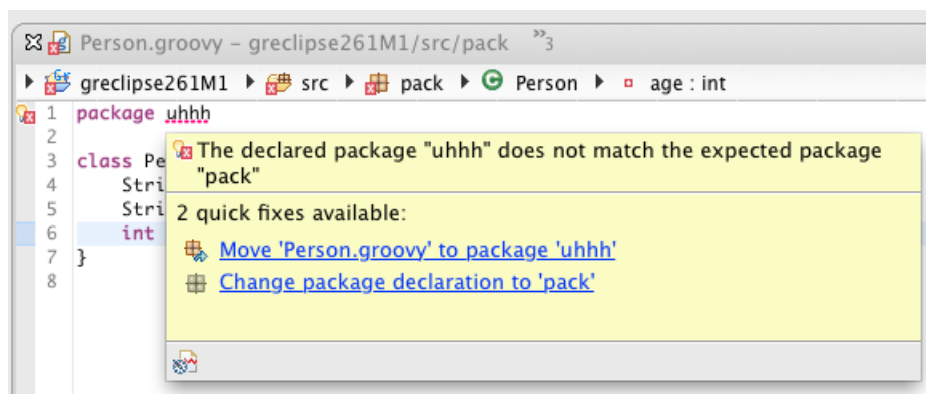 Person.groovy – greclipse261M1/src/pack »3
greclipse261M1 src pack Person age : int
1 package uhhh
2
3 class Pe
4 Stri
5 Stri
6 int
7 }
8
The declared package "uhhh" does not match the expected package
"pack"
2 quick fixes available:
Move 'Person.groovy' to package 'uhhh'
Change package declaration to 'pack'